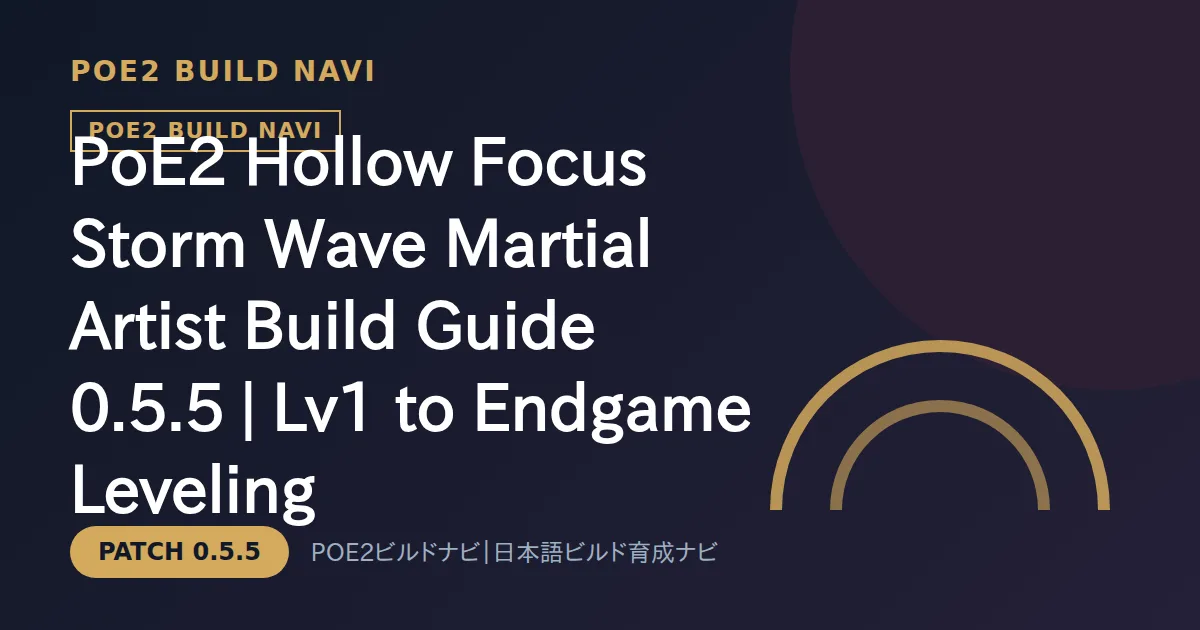 POE2 BUILD NAVI
POE2 BUILD NAVI
PoE2 Hollow Focus
Storm Wave Martial
Artist Build Guide
0.5.5 | Lv1 to Endgame
Leveling
PATCH 0.5.5
POE2ビルドナビ|日本語ビルド育成ナビ